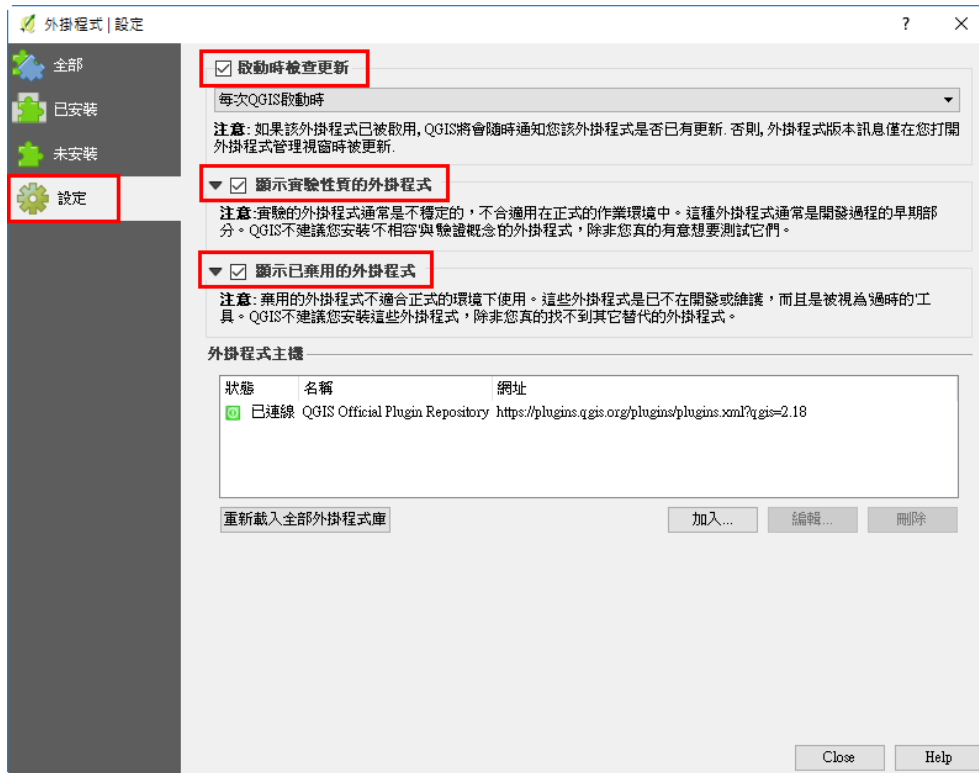 外掛程式 | 設定
全部
已安裝
未安裝
設定
啟動時檢查更新
每次QGIS啟動時
注意: 如果該外掛程式已被啟用, QGIS將會隨時通知您該外掛程式是否已有更新. 否則, 外掛程式版本訊息僅在您打開
外掛程式管理視窗時被更新.
顯示實驗性質的外掛程式
注意:實驗的外掛程式通常是不穩定的，不合適用在正式的作業環境中。這種外掛程式通常是開發過程的早期部
分。QGIS不建議您安裝'不相容'與'驗證概念'的外掛程式，除非您真的有意想要測試它們。
顯示已棄用的外掛程式
注意: 棄用的外掛程式不適合正式的環境下使用。這些外掛程式是已不在開發或維護，而且是被視為'過時的'工
具。QGIS不建議您安裝這些外掛程式，除非您真的找不到其它替代的外掛程式。
外掛程式主機
狀態 名稱 網址
已連線 QGIS Official Plugin Repository https://plugins.qgis.org/plugins/plugins.xml?qgis=2.18
重新載入全部外掛程式庫 加入... 編輯... 刪除
Close Help